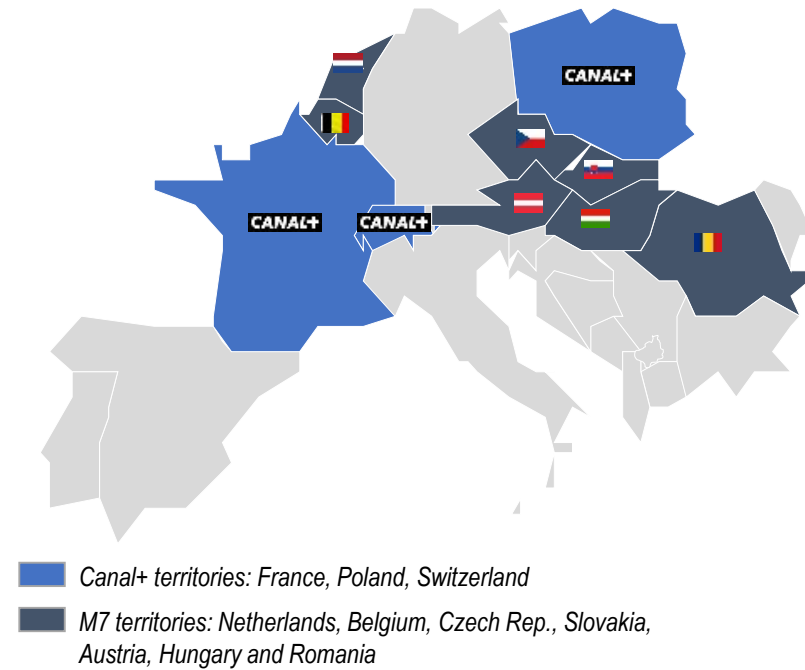 CANAL+
CANAL+
CANAL+
Canal+ territories: France, Poland, Switzerland
M7 territories: Netherlands, Belgium, Czech Rep., Slovakia,
Austria, Hungary and Romania